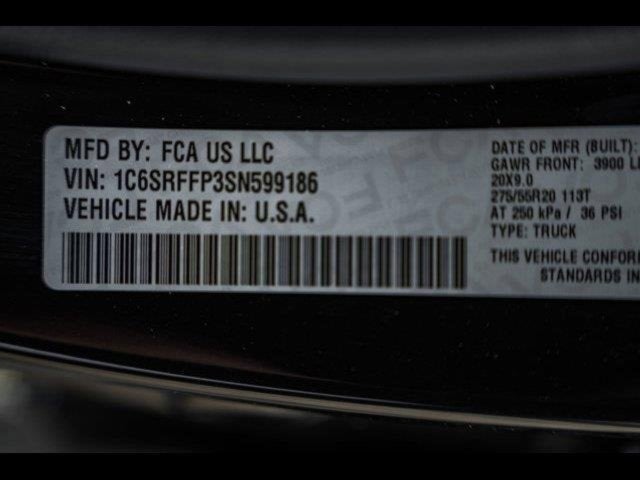 MFD BY: FCA US LLC
VIN: 1C6SRFFP3SN599186
VEHICLE MADE IN: U.S.A.
DATE OF MFR (BUILT):
GAWR FRONT: 3900
20X9.0
275/55R20 113T
AT 250 kPa / 36 PSI
TYPE: TRUCK
THIS VEHICLE
STANDARDS IN